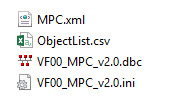 MPC.xml
ObjectList.csv
VF00_MPC_v2.0.dbc
VF00_MPC_v2.0.ini